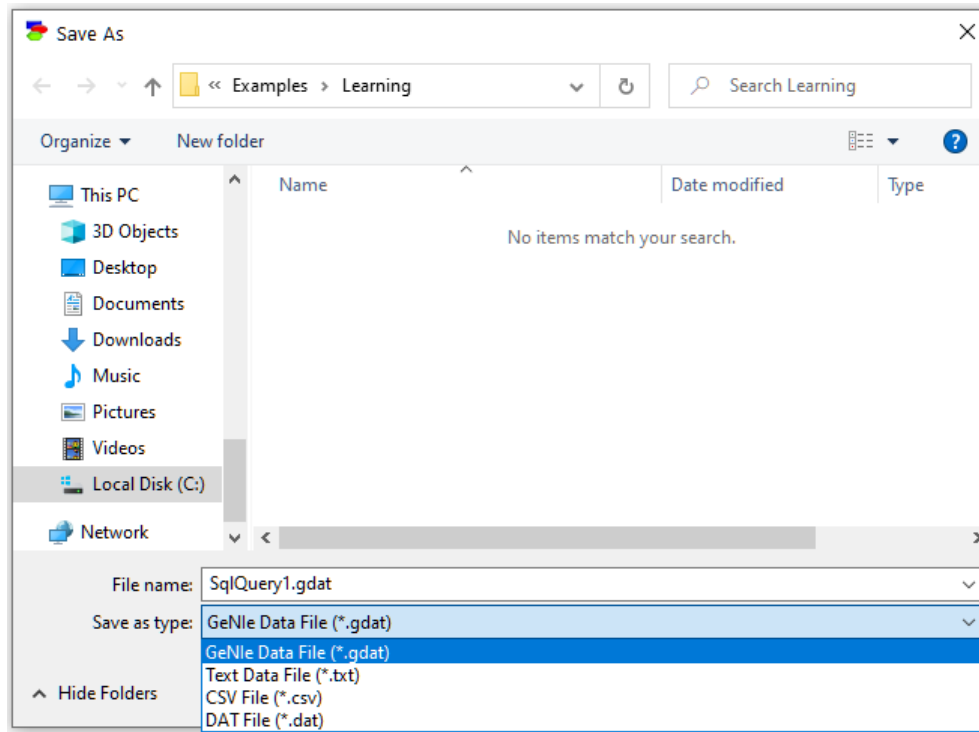 Save As
« Examples › Learning
Search Learning
Organize
New folder
?
Name
Date modified
Type
No items match your search.
This PC
3D Objects
Desktop
Documents
Downloads
Music
Pictures
Videos
Local Disk (C:)
Network
File name: SqlQuery1.gdat
Save as type: GeNIe Data File (*.gdat)
GeNIe Data File (*.gdat)
Text Data File (*.txt)
CSV File (*.csv)
DAT File (*.dat)
Hide Folders